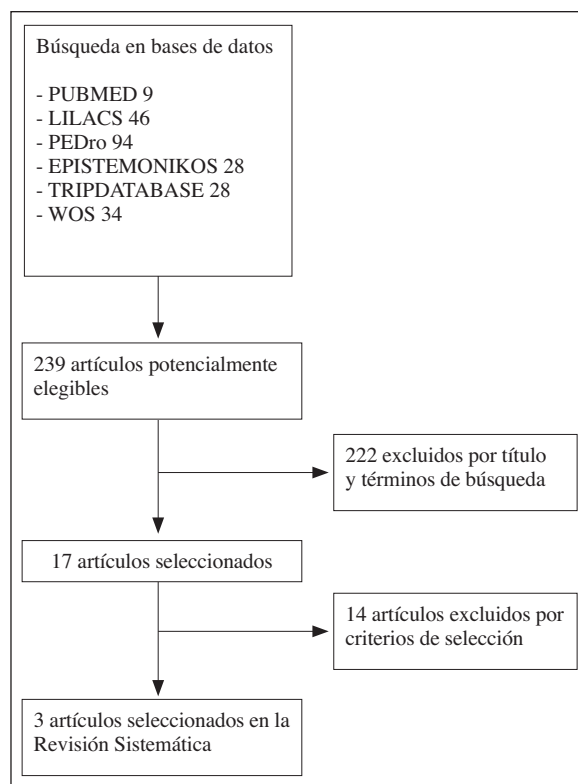 Búsqueda en bases de datos
- PUBMED 9
- LILACS 46
- PEDro 94
- EPISTEMONIKOS 28
- TRIPDATABASE 28
- WOS 34
239 artículos potencialmente
elegibles
222 excluidos por título
y términos de búsqueda
17 artículos seleccionados
14 artículos excluidos por
criterios de selección
3 artículos seleccionados en la
Revisión Sistemática